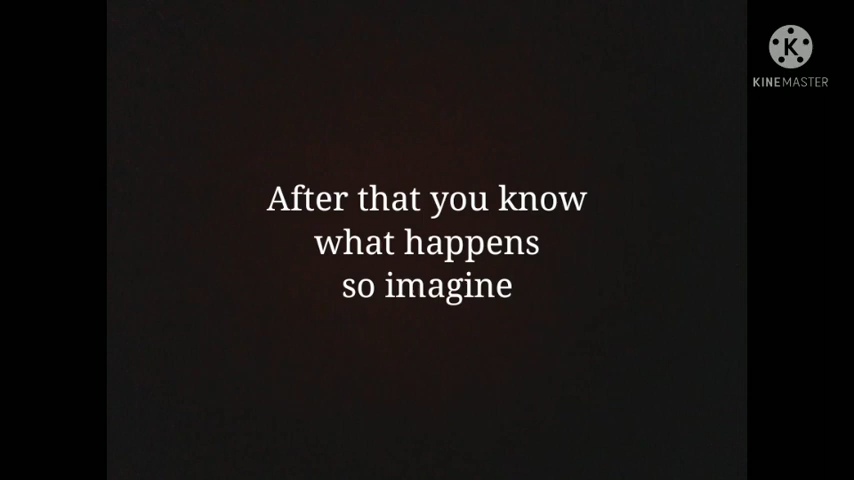 K
KINEMASTER
After that you know
what happens
so imagine